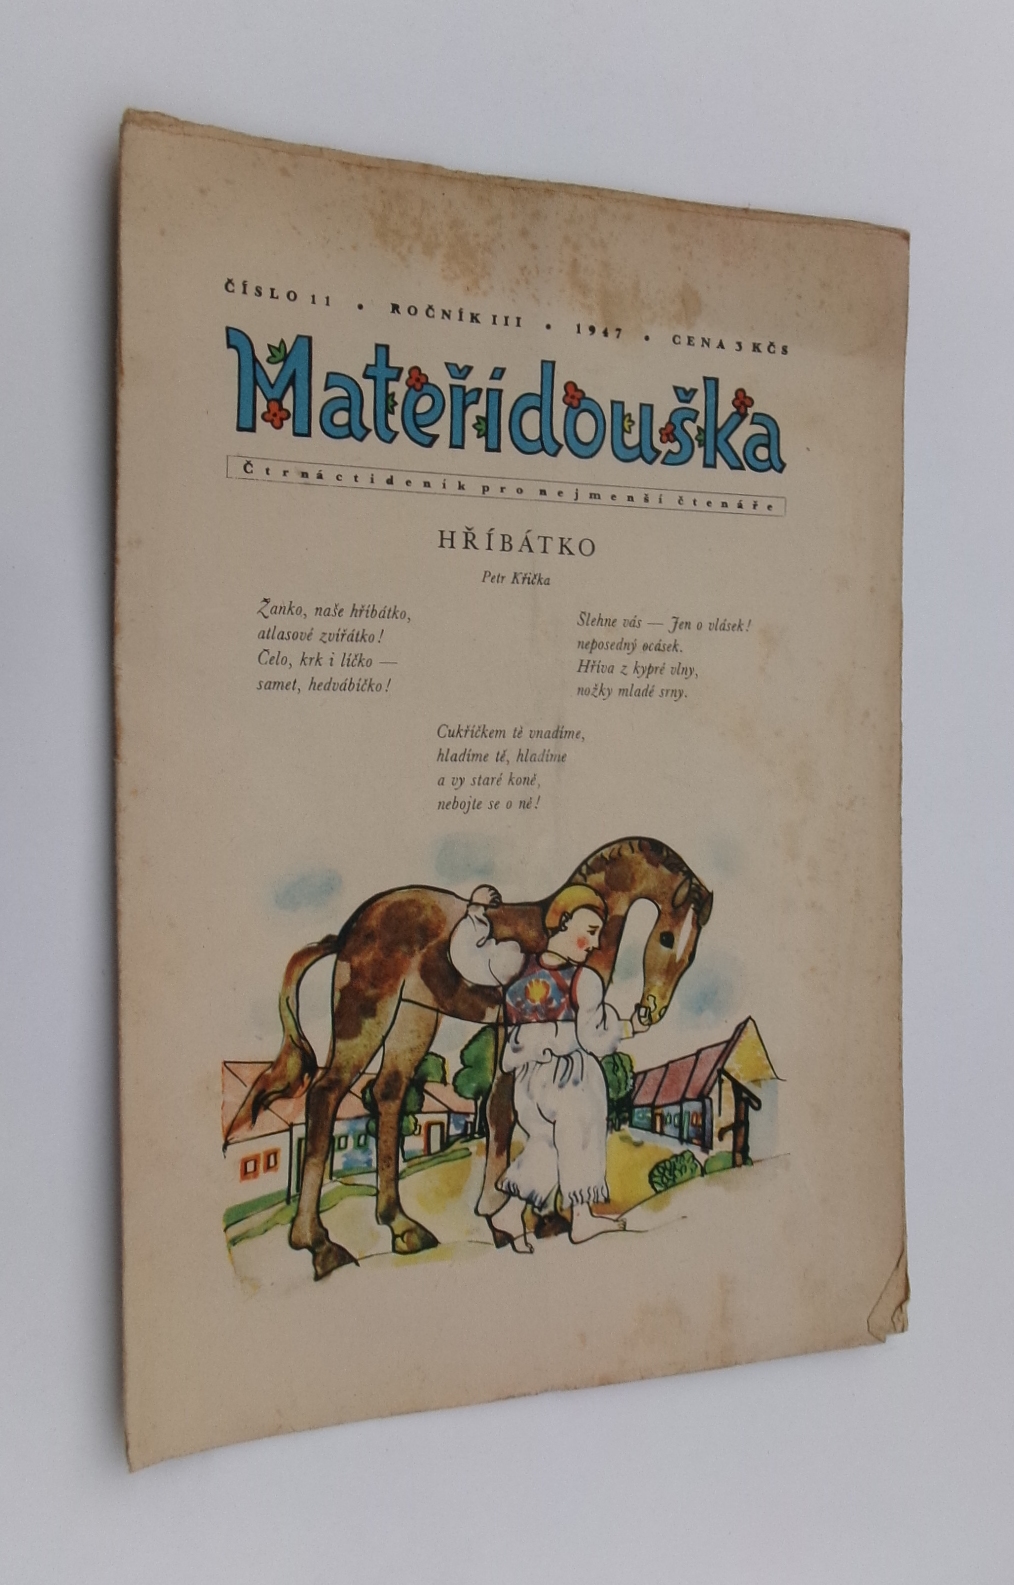 ČÍSLO 11 • ROČNÍK III • 1947 • CENA 3 KČS
Mateřídouška
Čtrnáctideník pro nejmenší čtenáře
HŘÍBÁTKO
Petr Křička
Žanko, naše hříbátko,
atlasové zvířátko!
Čelo, krk i líčko —
samet, hedvábíčko!
Šlehne vás — Jen o vlásek!
neposedný ocásek.
Hříva z kypré vlny,
nožky mladé srny.
Cukříčkem tě vnadíme,
hladíme tě, hladíme
a vy staré koně,
nebojte se o ně!